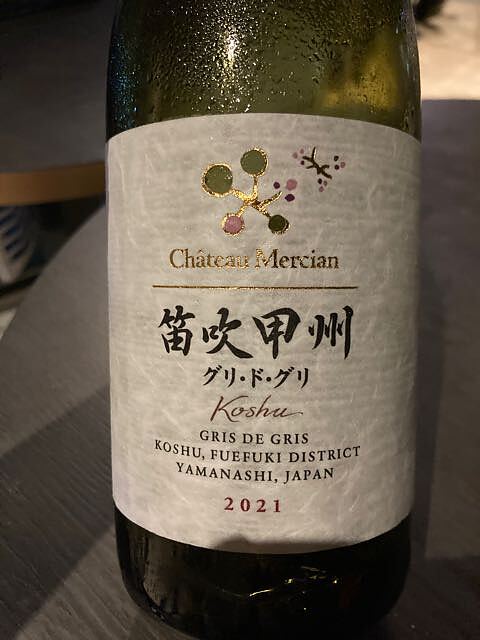 Château Mercian
笛吹甲州
グリ・ド・グリ
Koshu
GRIS DE GRIS
KOSHU, FUEFUKI DISTRICT
YAMANASHI, JAPAN
2021